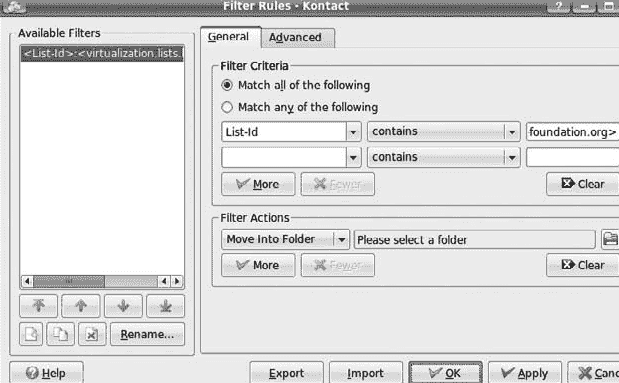 Filter Rules - Kontact
Available Filters
<List-Id>:<virtualization.lists.
General
Advanced
Filter Criteria
Match all of the following
Match any of the following
List-Id
contains
foundation.org>
contains
More
Fewer
Clear
Filter Actions
Move Into Folder
Please select a folder
More
Fewer
Clear
Rename...
Help
Export
Import
OK
Apply
Canc